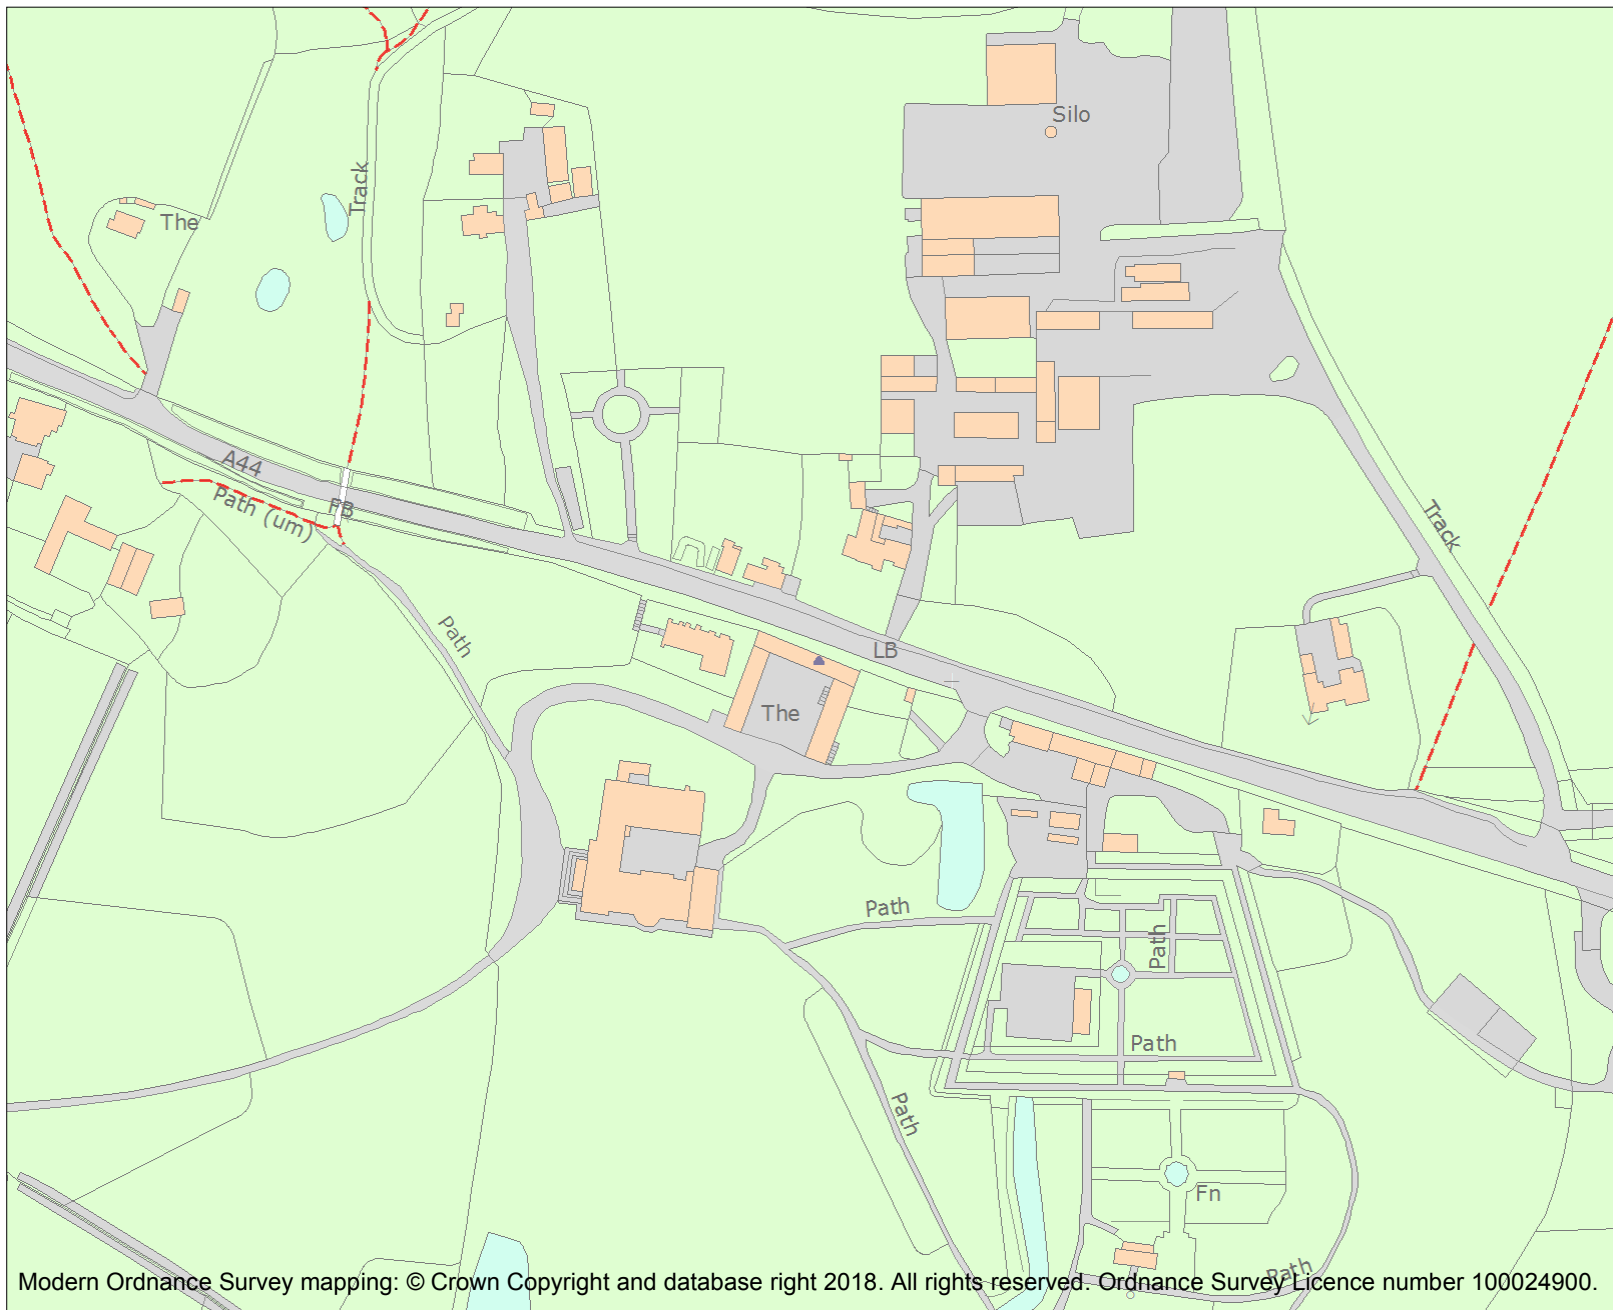 Silo
Track
The
A44
Path (um)
FB
Track
Path
LB
The
Path
Path
Path
Path
Fn
Path
Modern Ordnance Survey mapping: © Crown Copyright and database right 2018. All rights reserved. Ordnance Survey Licence number 100024900.